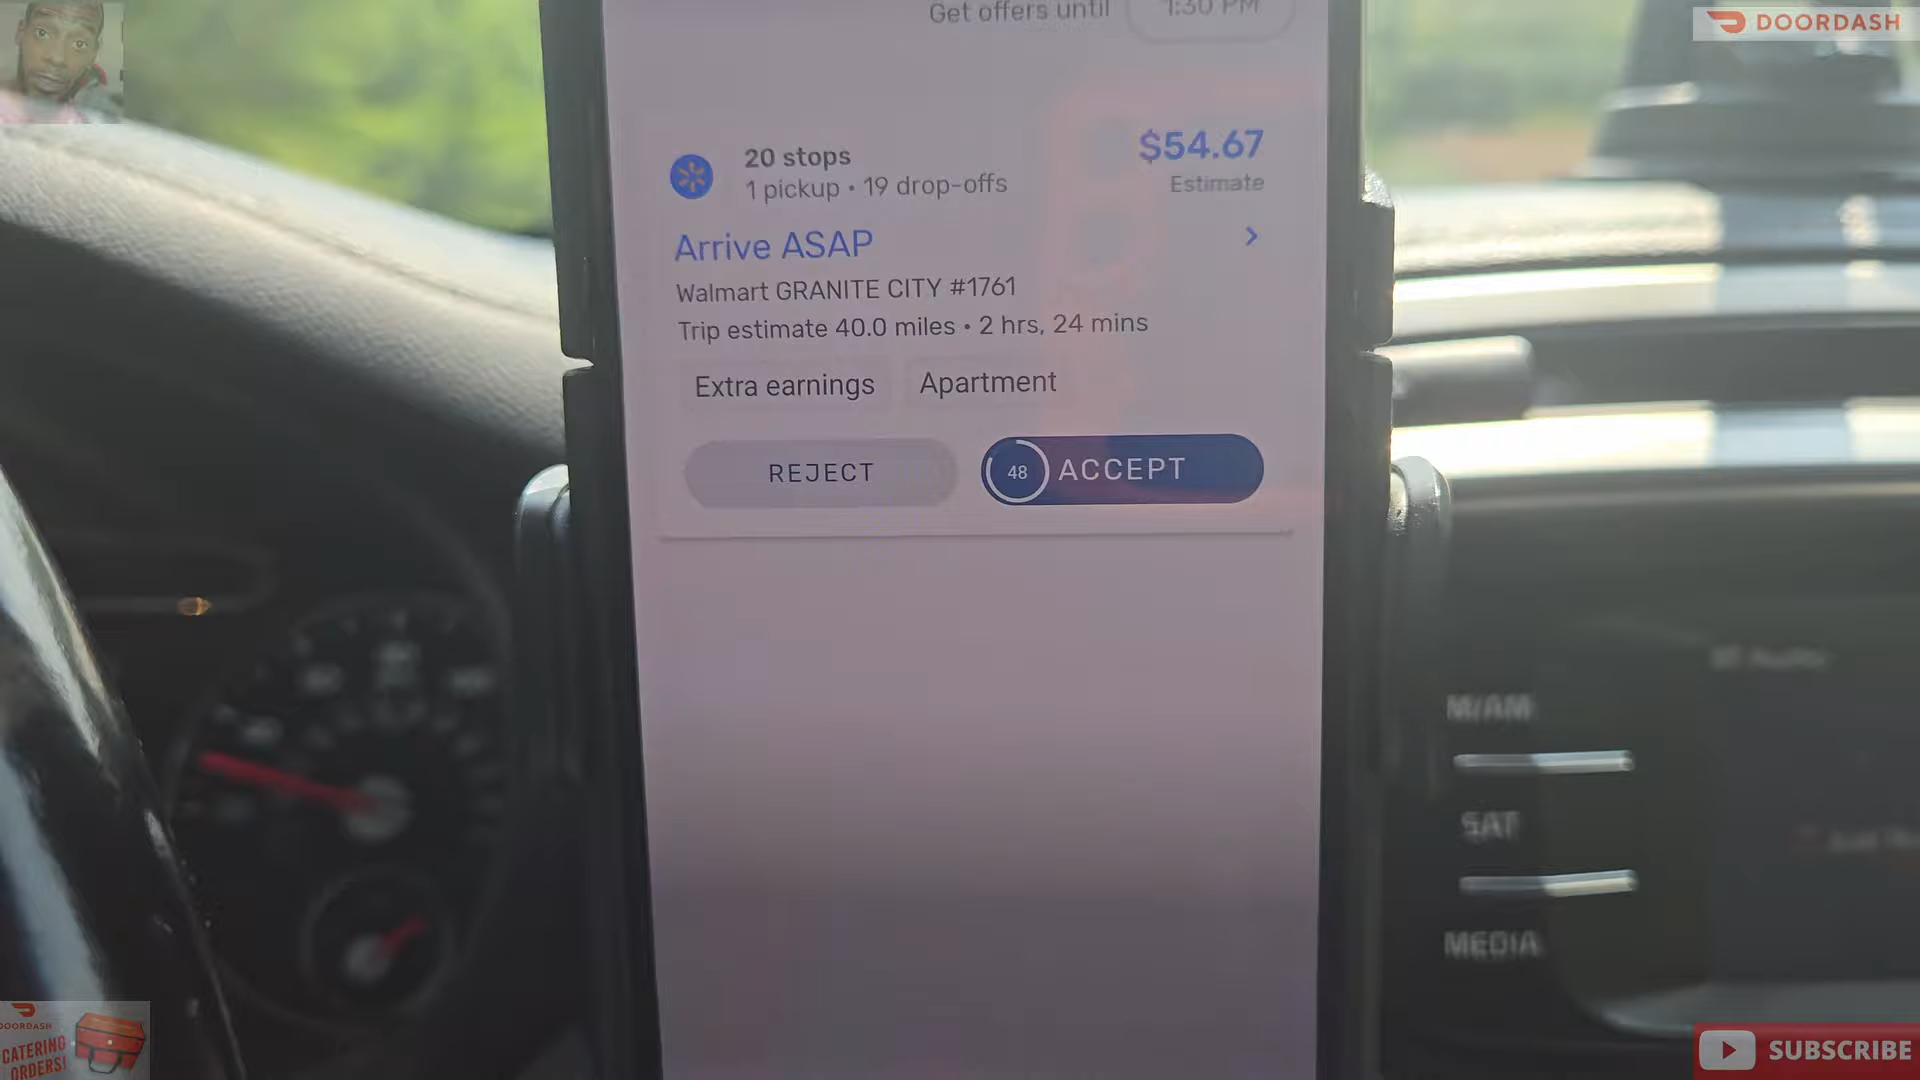 Get offers until 1:30 PM
DOORDASH
20 stops
1 pickup • 19 drop-offs
$54.67
Estimate
Arrive ASAP
Walmart GRANITE CITY #1761
Trip estimate 40.0 miles • 2 hrs, 24 mins
Extra earnings
Apartment
REJECT
48 ACCEPT
M/AM
SAT
MEDIA
DOORDASH
CATERING
ORDERS!
SUBSCRIBE